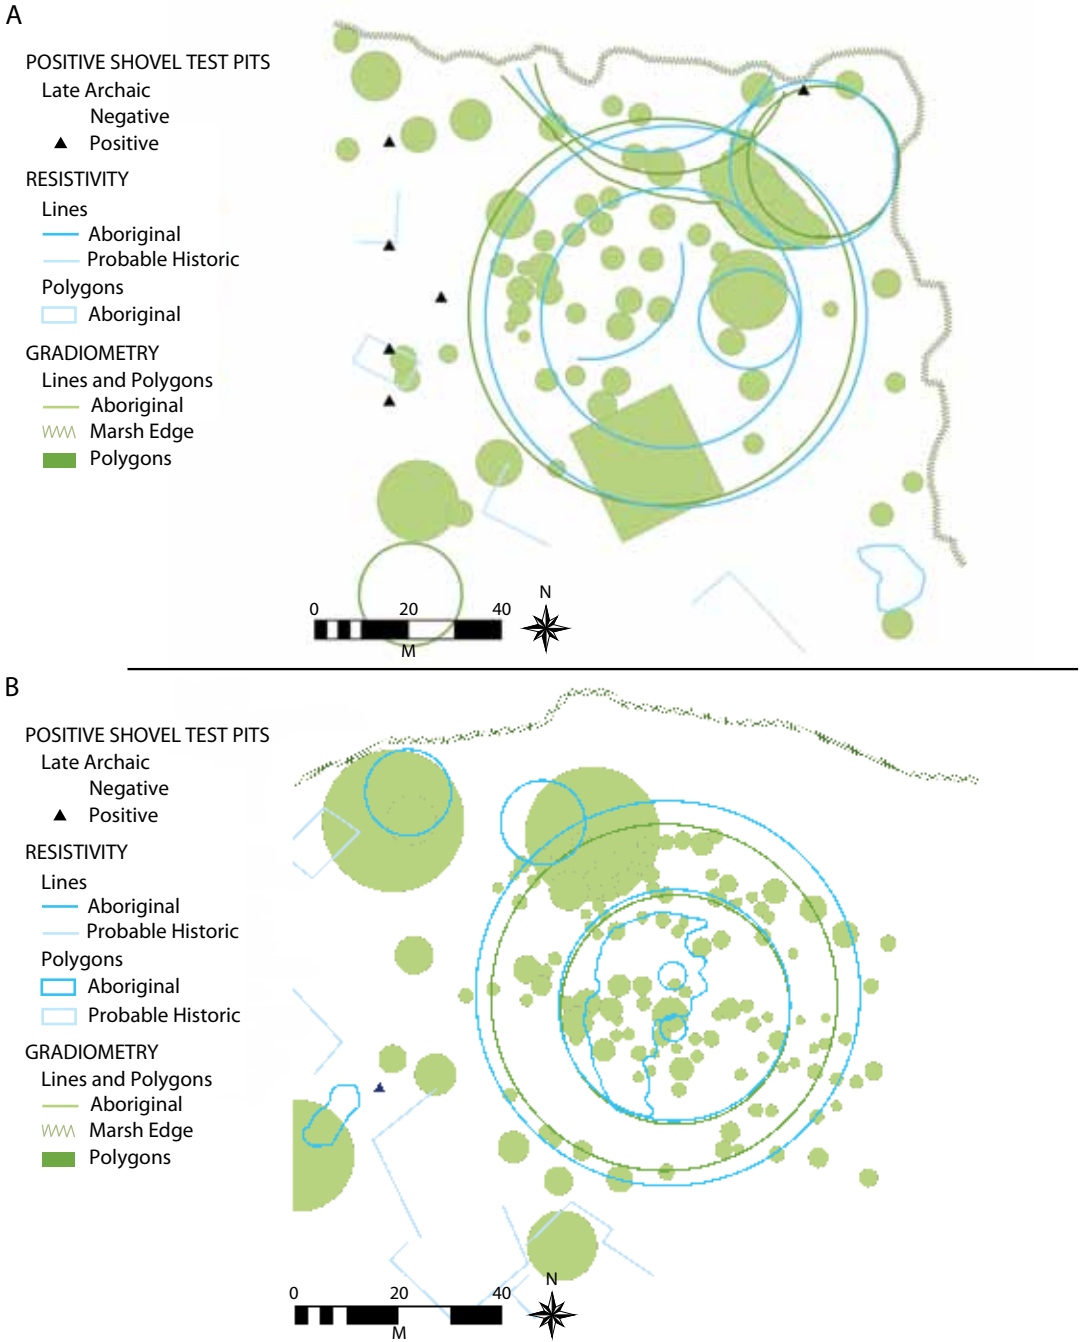 A
POSITIVE SHOVEL TEST PITS
Late Archaic
Negative
Positive
RESISTIVITY
Lines
Aboriginal
Probable Historic
Polygons
Aboriginal
GRADIOMETRY
Lines and Polygons
Aboriginal
Marsh Edge
Polygons
0 20 40
M
N
B
POSITIVE SHOVEL TEST PITS
Late Archaic
Negative
Positive
RESISTIVITY
Lines
Aboriginal
Probable Historic
Polygons
Aboriginal
Probable Historic
GRADIOMETRY
Lines and Polygons
Aboriginal
Marsh Edge
Polygons
0 20 40
M
N